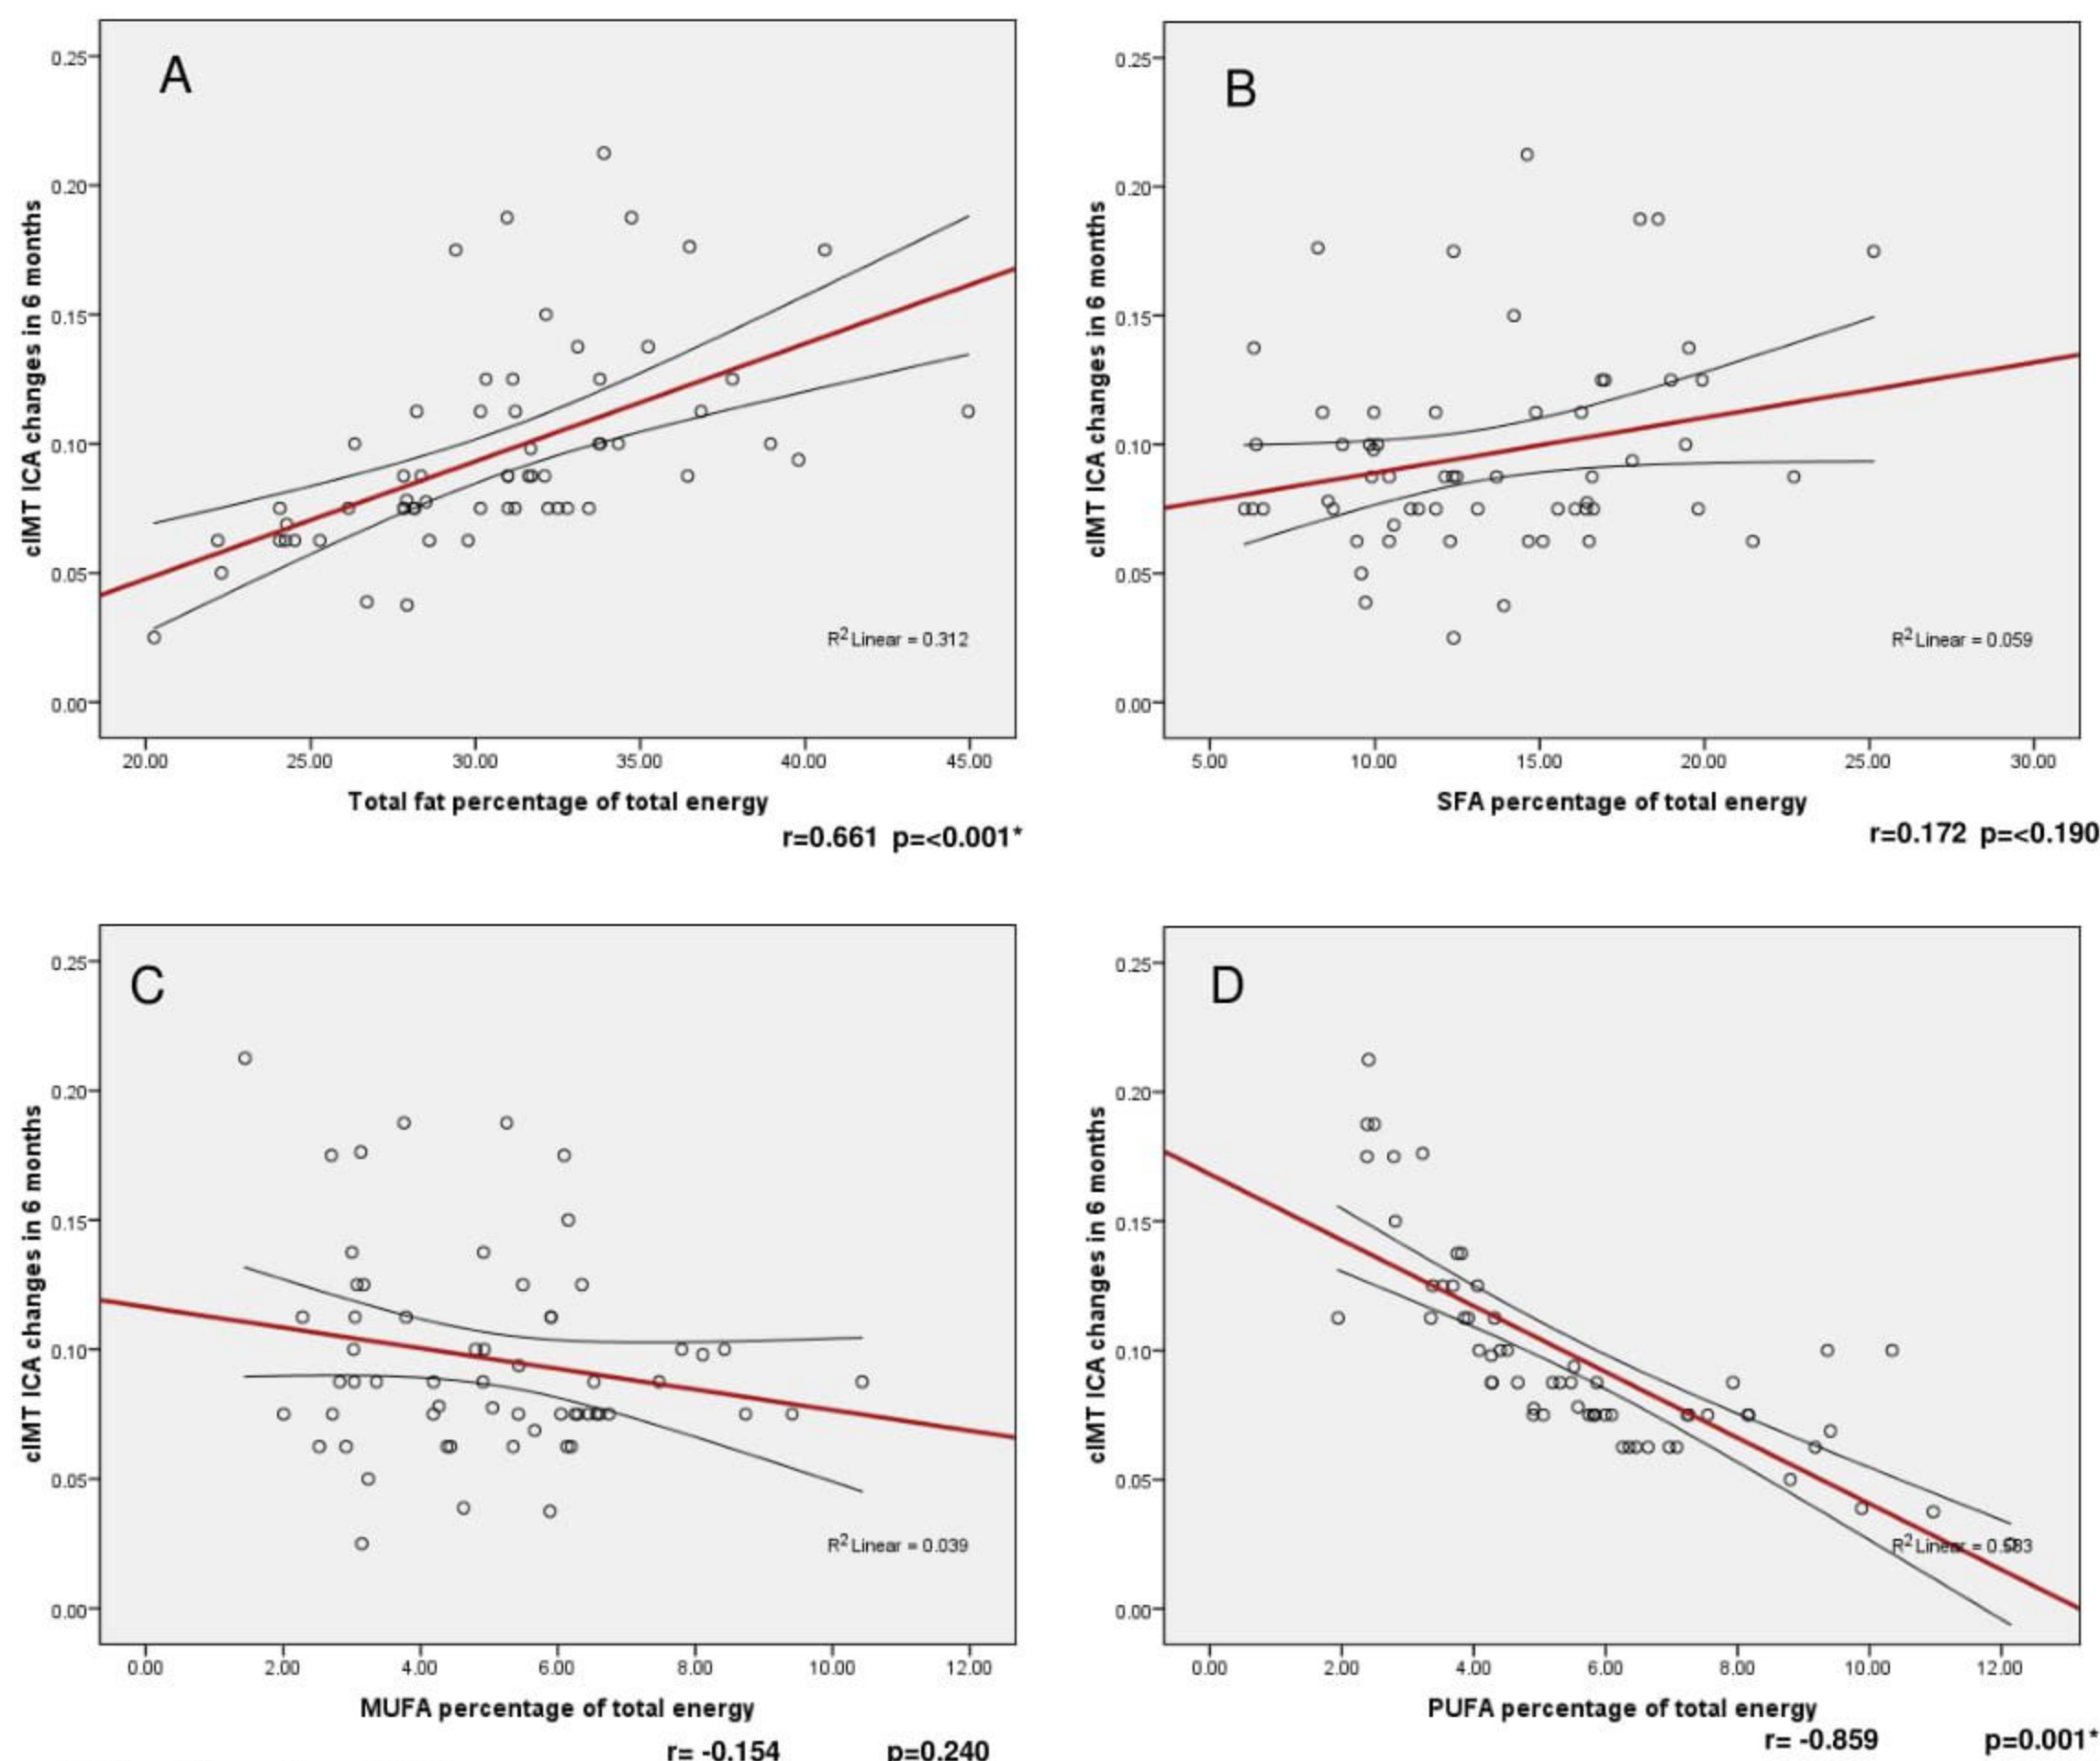 A
cIMT ICA changes in 6 months
0.25
0.20
0.15
0.10
0.05
0.00
R2 Linear = 0.312
20.00 25.00 30.00 35.00 40.00 45.00
Total fat percentage of total energy
r=0.661 p=<0.001*
B
cIMT ICA changes in 6 months
0.25
0.20
0.15
0.10
0.05
0.00
R2 Linear = 0.059
5.00 10.00 15.00 20.00 25.00 30.00
SFA percentage of total energy
r=0.172 p=<0.190
C
cIMT ICA changes in 6 months
0.25
0.20
0.15
0.10
0.05
0.00
R2 Linear = 0.039
0.00 2.00 4.00 6.00 8.00 10.00 12.00
MUFA percentage of total energy
r= -0.154 p=0.240
D
cIMT ICA changes in 6 months
0.25
0.20
0.15
0.10
0.05
0.00
R2 Linear = 0.583
0.00 2.00 4.00 6.00 8.00 10.00 12.00
PUFA percentage of total energy
r= -0.859 p=0.001*